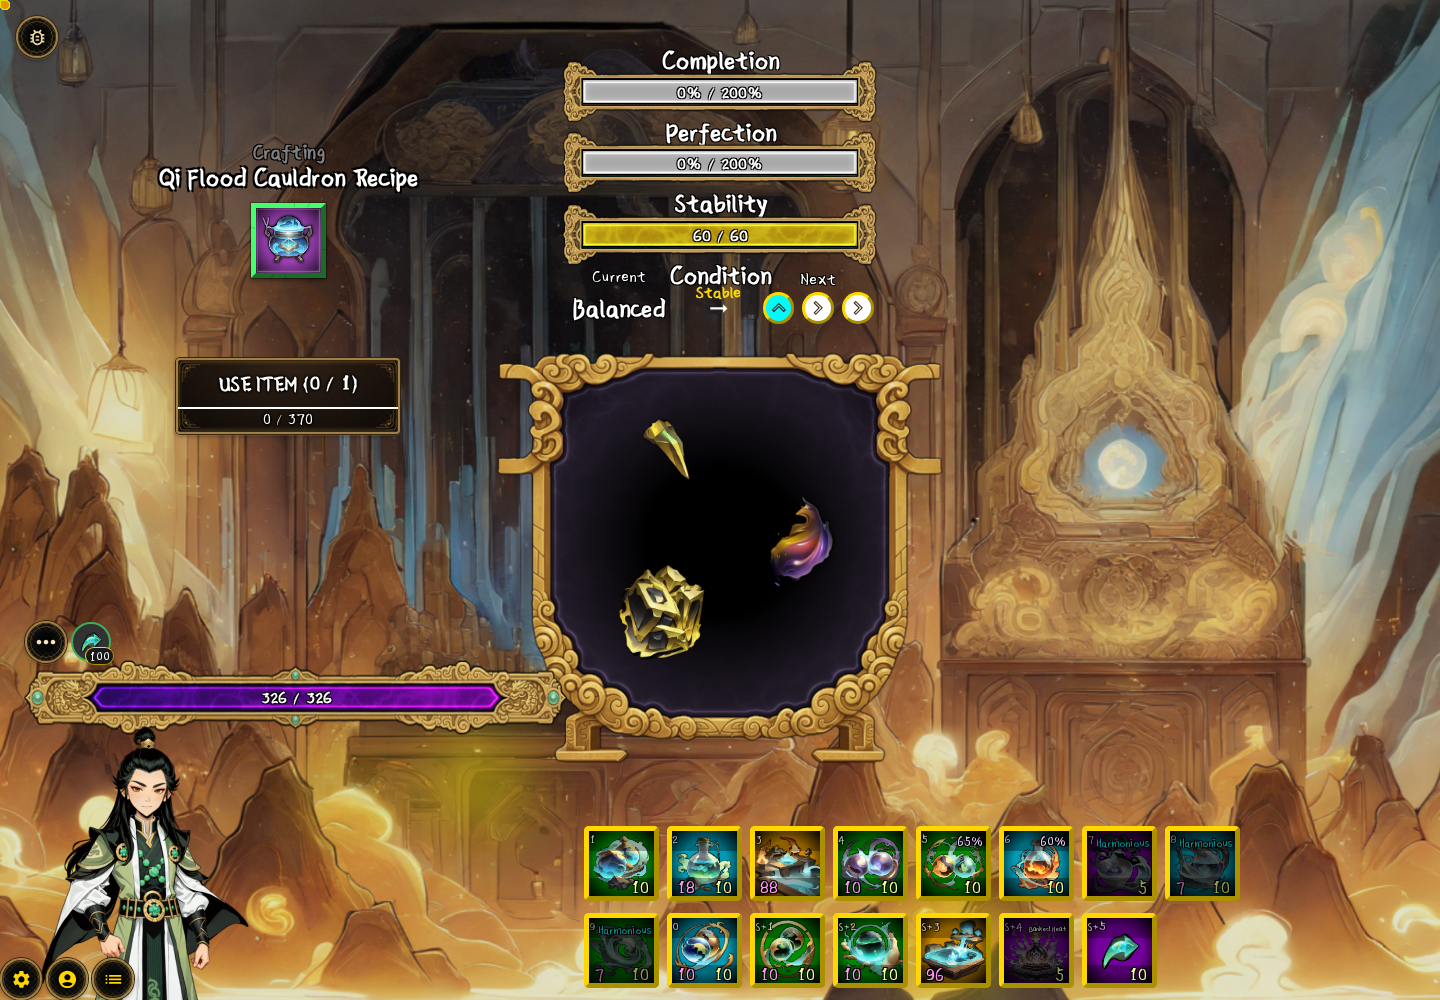 Completion
0% / 200%
Perfection
0% / 200%
Crafting
Qi Flood Cauldron Recipe
Stability
60 / 60
Current
Condition
Next
Stable
Balanced
USE ITEM (0 / 1)
0 / 370
100
326 / 326
1
10
2
18 10
3
88
4
10 10
5 65%
10
6 60%
10
7 Harmonious
5
8 Harmonious
7 10
9 Harmonious
7 10
0
10 10
S+1
10 10
S+2
10 10
S+3
96
S+4 Banked Heat
5
S+5
10